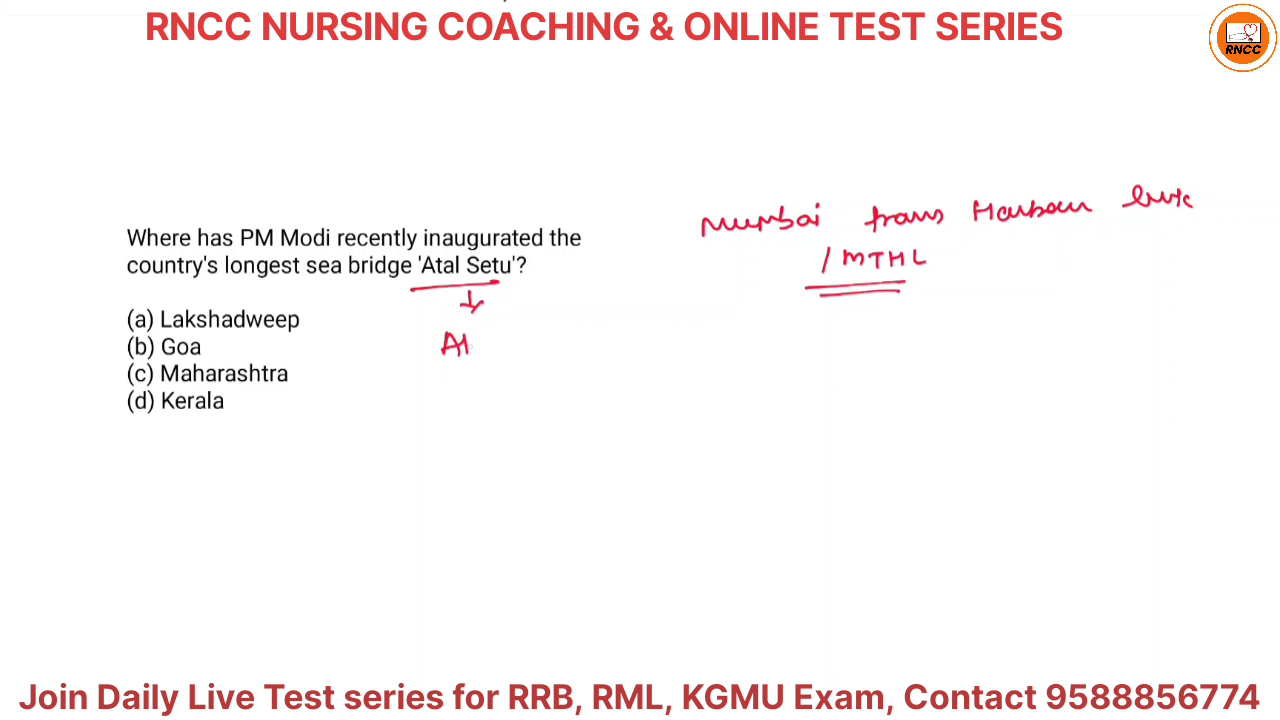 RNCC NURSING COACHING & ONLINE TEST SERIES
RNCC
Mumbai trans Harbour link
/ MTHL
Where has PM Modi recently inaugurated the
country's longest sea bridge 'Atal Setu'?
At
(a) Lakshadweep
(b) Goa
(c) Maharashtra
(d) Kerala
Join Daily Live Test series for RRB, RML, KGMU Exam, Contact 9588856774